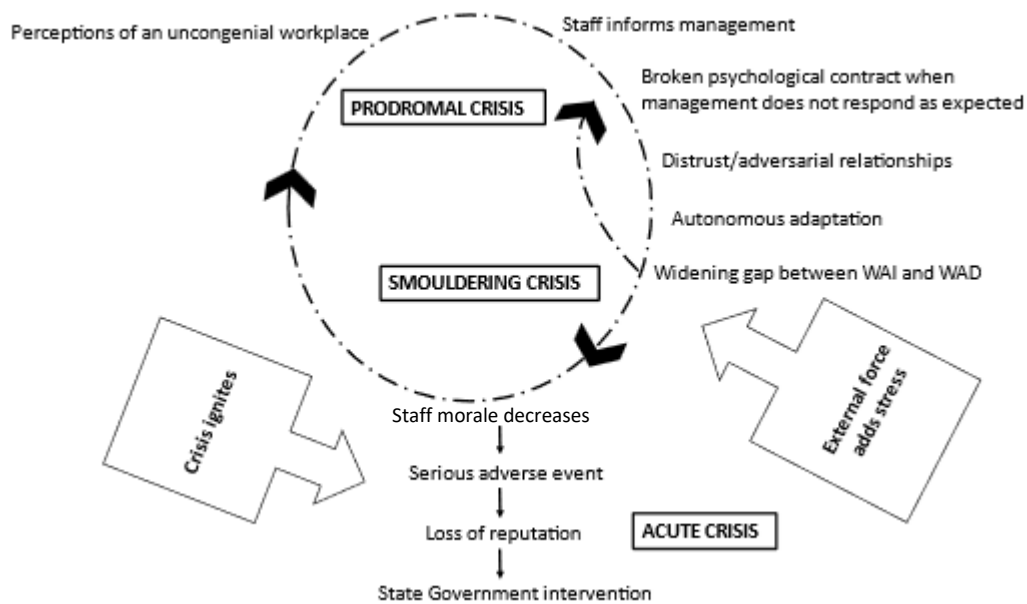 Perceptions of an uncongenial workplace
Staff informs management
PRODROMAL CRISIS
Broken psychological contract when
management does not respond as expected
Distrust/adversarial relationships
Autonomous adaptation
SMOULDERING CRISIS
Widening gap between WAI and WAD
Crisis ignites
External force
adds stress
Staff morale decreases
Serious adverse event
Loss of reputation
ACUTE CRISIS
State Government intervention